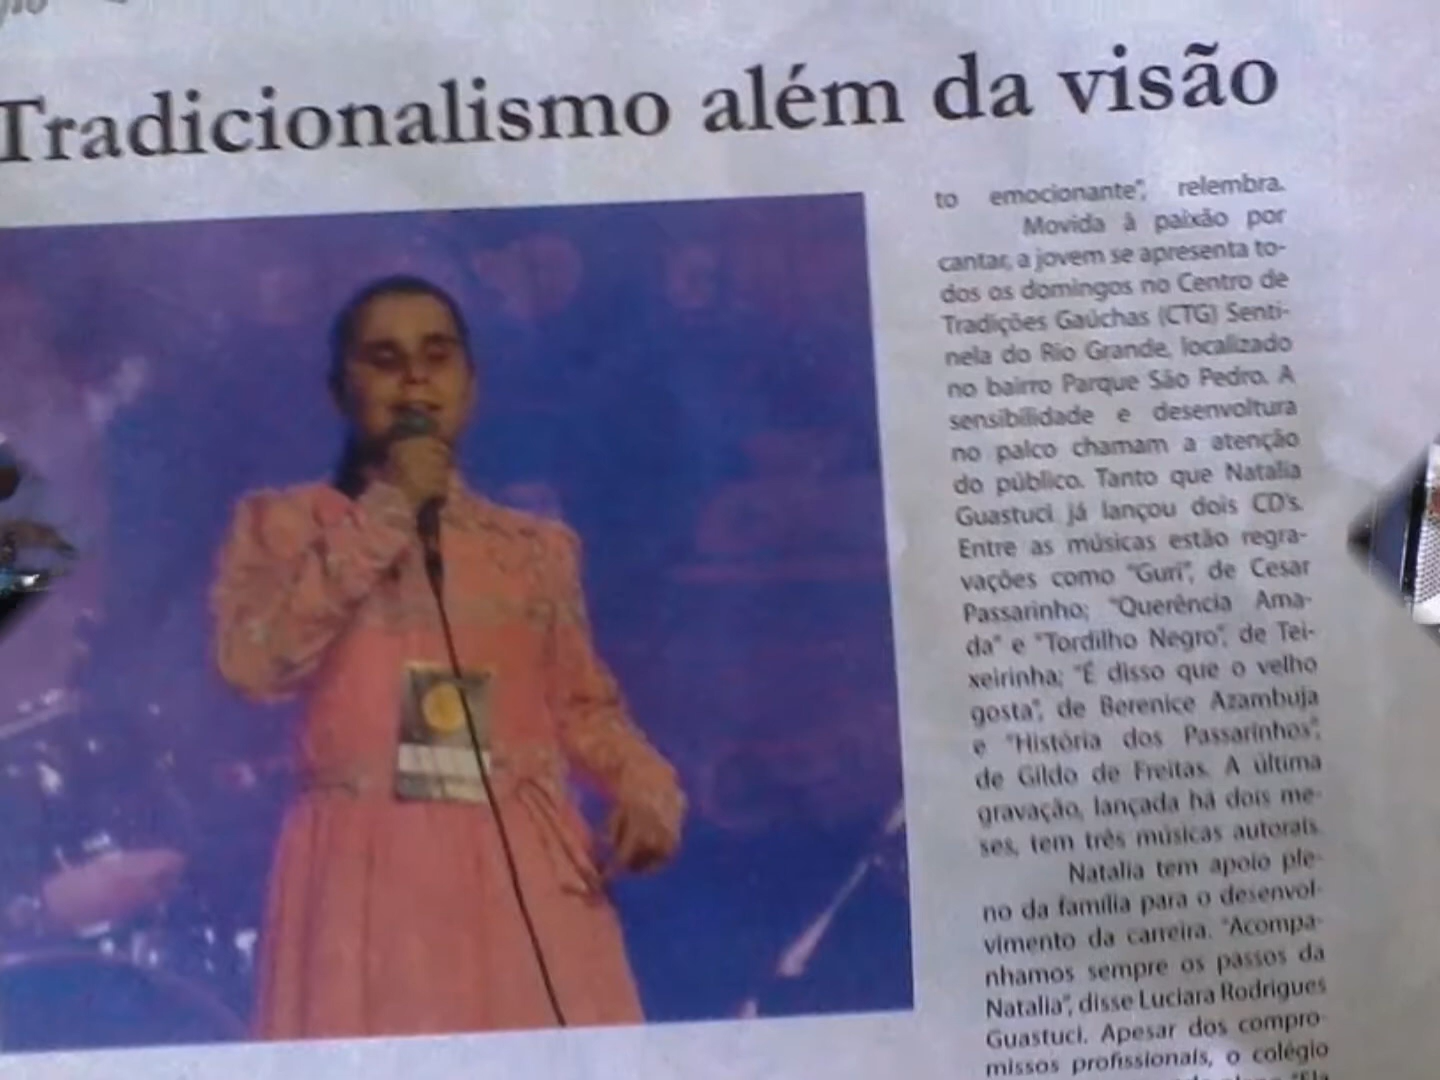 Tradicionalismo além da visão
to emocionante", relembra.
Movida à paixão por
cantar, a jovem se apresenta to-
dos os domingos no Centro de
Tradições Gaúchas (CTG) Senti-
nela do Rio Grande, localizado
no bairro Parque São Pedro. A
sensibilidade e desenvoltura
no palco chamam a atenção
do público. Tanto que Natalia
Guastuci já lançou dois CD's.
Entre as músicas estão regra-
vações como "Guri", de Cesar
Passarinho; "Querência Ama-
da" e "Tordilho Negro", de Tei-
xeirinha; "É disso que o velho
gosta", de Berenice Azambuja
e "História dos Passarinhos",
de Gildo de Freitas. A última
gravação, lançada há dois me-
ses, tem três músicas autorais.
Natalia tem apoio ple-
no da família para o desenvol-
vimento da carreira. "Acompa-
nhamos sempre os passos da
Natalia", disse Luciara Rodrigues
Guastuci. Apesar dos compro-
missos profissionais, o colégio